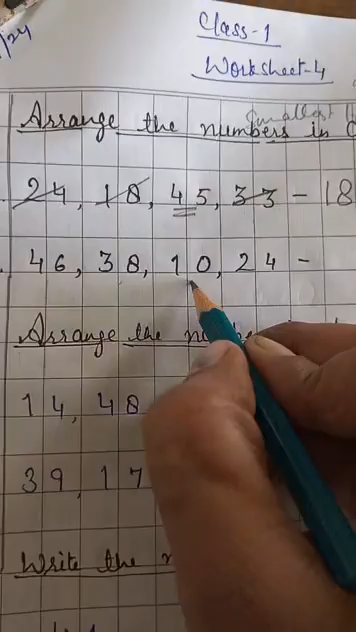 /24
Class-1
Worksheet-4
smallest
Arrange the numbers in
24, 18, 45, 33 - 18
46, 38, 10, 24 -
Arrange the
14, 48
39, 17
Write the